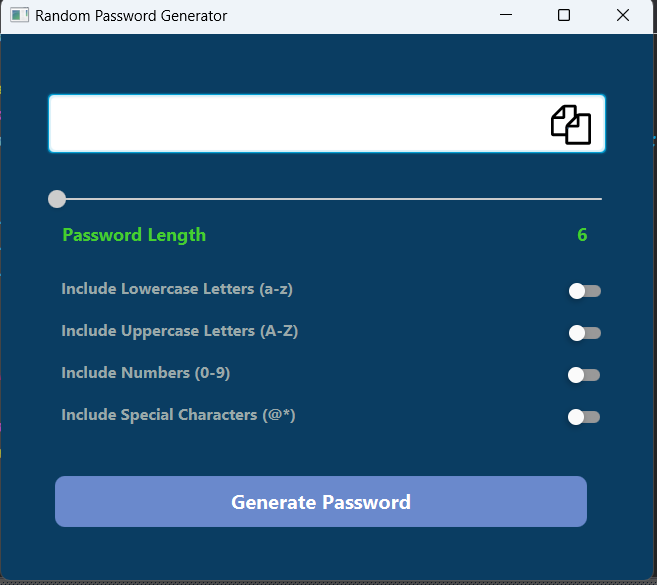 Random Password Generator
Password Length 6
Include Lowercase Letters (a-z)
Include Uppercase Letters (A-Z)
Include Numbers (0-9)
Include Special Characters (@*)
Generate Password